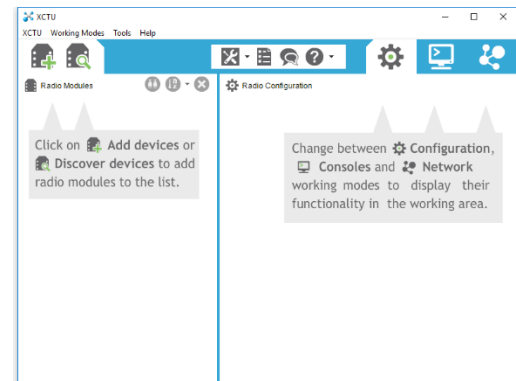 XCTU
XCTU Working Modes Tools Help
Radio Modules
Radio Configuration
Click on Add devices or
Discover devices to add
radio modules to the list.
Change between Configuration,
Consoles and Network
working modes to display their
functionality in the working area.